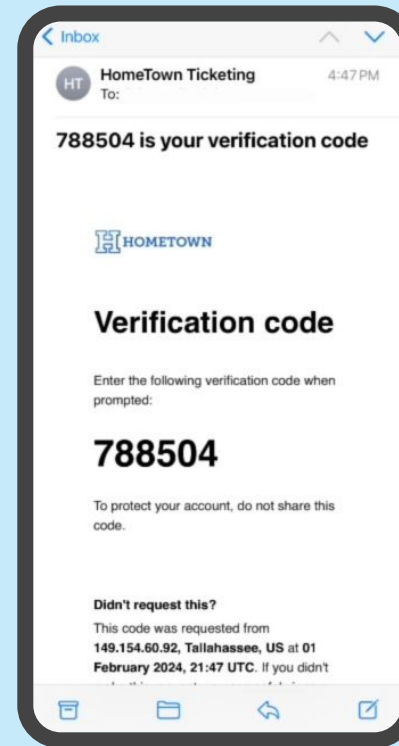 Inbox
HT
HomeTown Ticketing
4:47 PM
To:
788504 is your verification code
H HOMETOWN
Verification code
Enter the following verification code when
prompted:
788504
To protect your account, do not share this
code.
Didn't request this?
This code was requested from
149.154.60.92, Tallahassee, US at 01
February 2024, 21:47 UTC. If you didn't